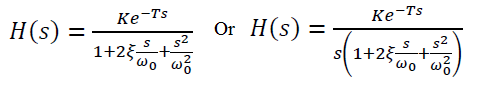 H(s) = Ke^{-Ts} / (1+2ξ s/ω₀ + s²/ω₀²) Or H(s) = Ke^{-Ts} / (s(1+2ξ s/ω₀ + s²/ω₀²))